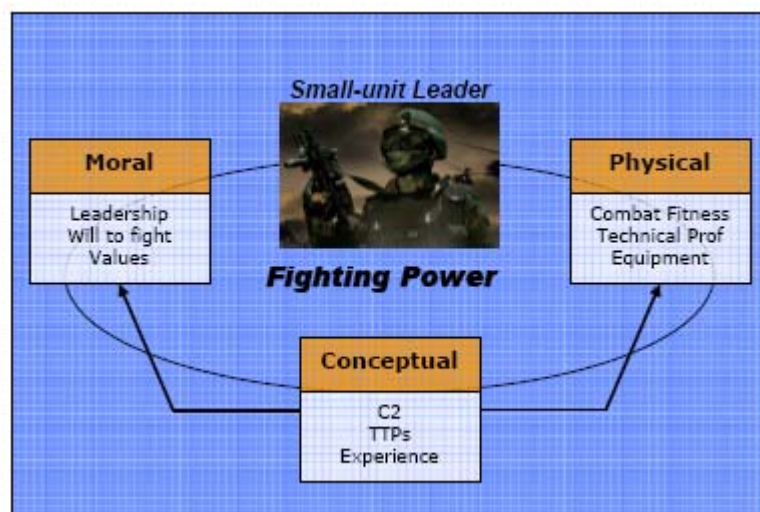 Small-unit Leader
Moral
Leadership
Will to fight
Values
Physical
Combat Fitness
Technical Prof
Equipment
Fighting Power
Conceptual
C2
TTPs
Experience